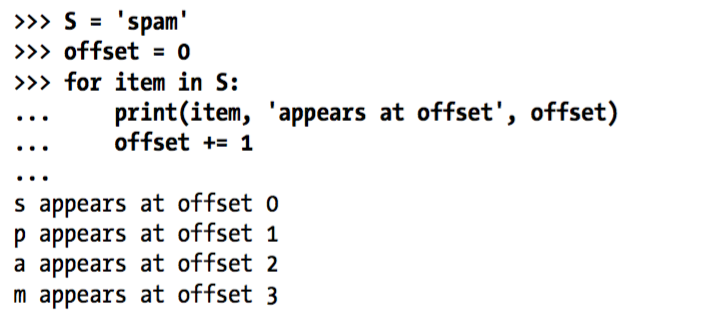 >>> S = 'spam'
>>> offset = 0
>>> for item in S:
...     print(item, 'appears at offset', offset)
...     offset += 1
...
s appears at offset 0
p appears at offset 1
a appears at offset 2
m appears at offset 3